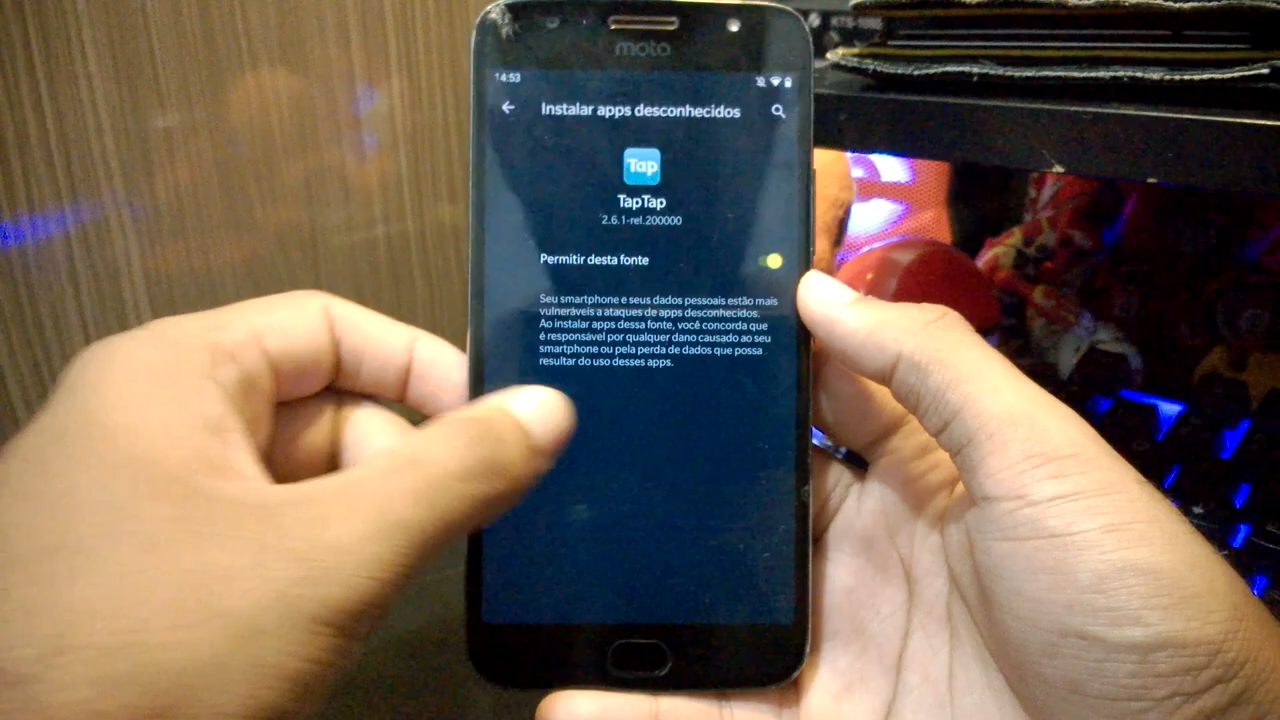 moto
14:53
Instalar apps desconhecidos
Tap
TapTap
2.6.1-rel.200000
Permitir desta fonte
Seu smartphone e seus dados pessoais estão mais
vulneráveis a ataques de apps desconhecidos.
Ao instalar apps dessa fonte, você concorda que
é responsável por qualquer dano causado ao seu
smartphone ou pela perda de dados que possa
resultar do uso desses apps.